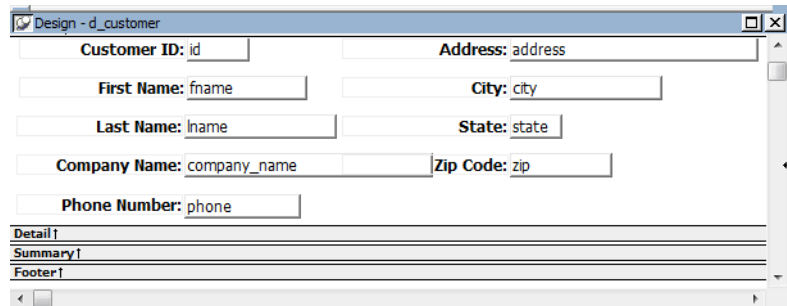 Design - d_customer
Customer ID: id Address: address
First Name: fname City: city
Last Name: lname State: state
Company Name: company_name Zip Code: zip
Phone Number: phone
Detail↑
Summary↑
Footer↑